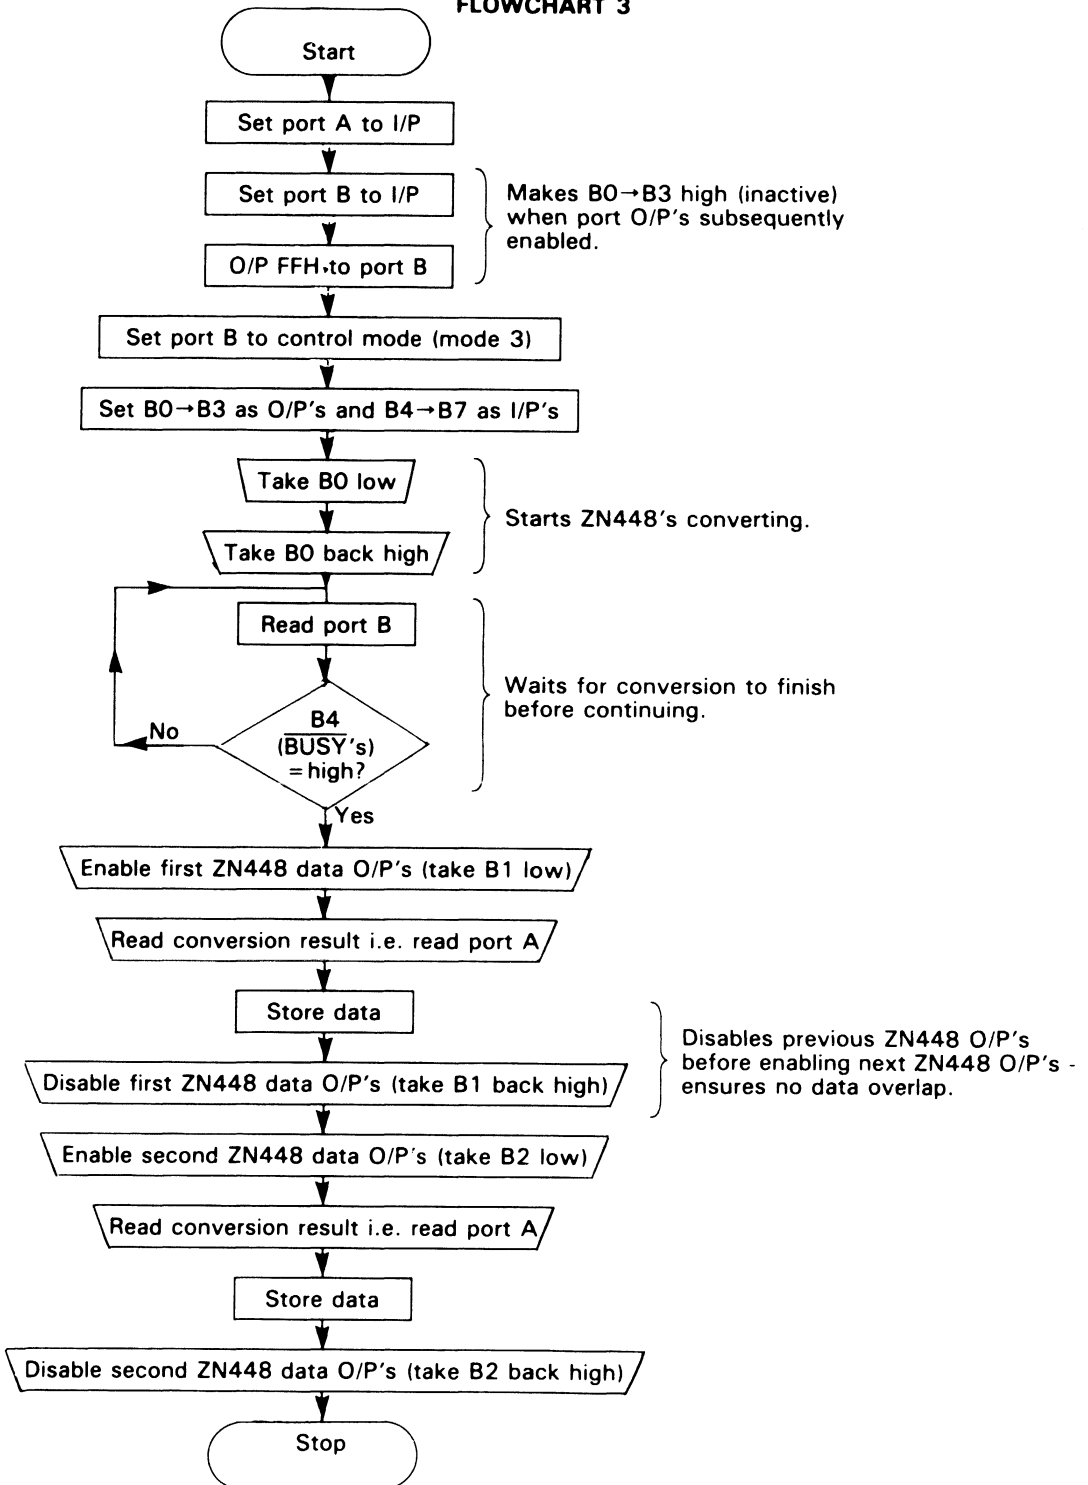 FLOWCHART 3
Start
Set port A to I/P
Set port B to I/P
O/P FFH to port B
Makes B0→B3 high (inactive)
when port O/P's subsequently
enabled.
Set port B to control mode (mode 3)
Set B0→B3 as O/P's and B4→B7 as I/P's
Take B0 low
Take B0 back high
Starts ZN448's converting.
Read port B
B4
(BUSY's)
=high?
No
Yes
Waits for conversion to finish
before continuing.
Enable first ZN448 data O/P's (take B1 low)
Read conversion result i.e. read port A
Store data
Disable first ZN448 data O/P's (take B1 back high)
Disables previous ZN448 O/P's
before enabling next ZN448 O/P's -
ensures no data overlap.
Enable second ZN448 data O/P's (take B2 low)
Read conversion result i.e. read port A
Store data
Disable second ZN448 data O/P's (take B2 back high)
Stop